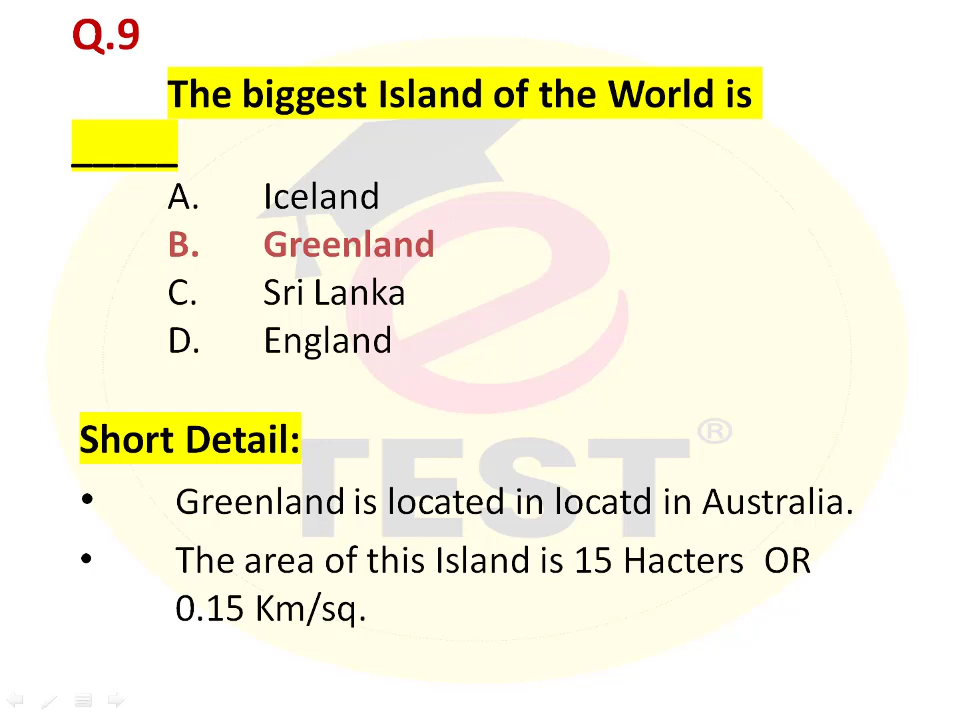 Q.9
The biggest Island of the World is
_____
A. Iceland
B. Greenland
C. Sri Lanka
D. England
Short Detail:
• Greenland is located in locatd in Australia.
• The area of this Island is 15 Hacters OR
0.15 Km/sq.
e
TEST®